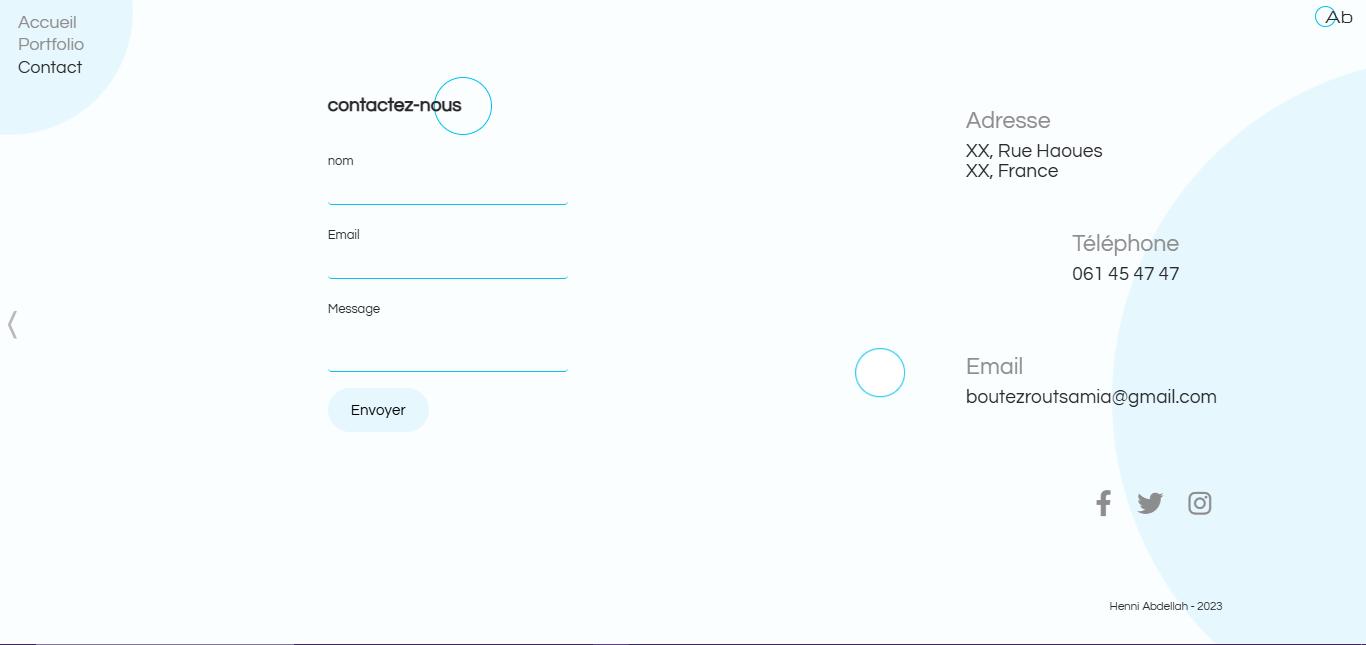 Accueil
Portfolio
Contact
Ab
contactez-nous
nom
Email
Message
Envoyer
Adresse
XX, Rue Haoues
XX, France
Téléphone
061 45 47 47
Email
boutezroutsamia@gmail.com
Henni Abdellah - 2023